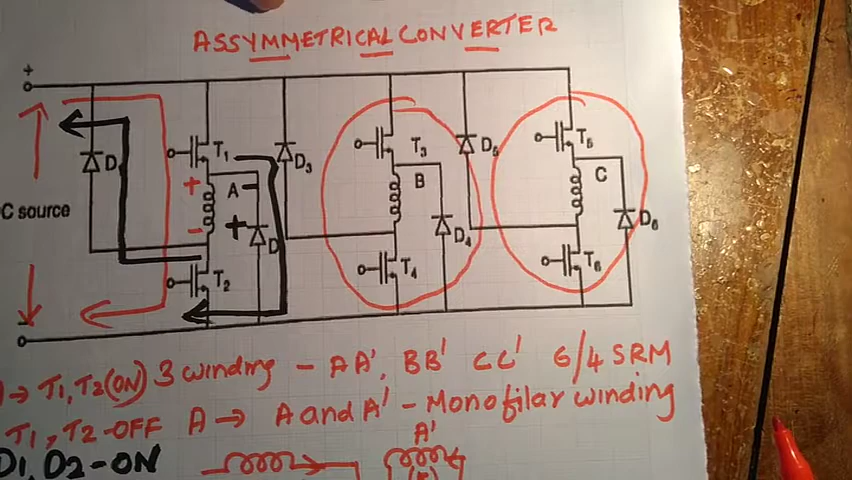 ASSYMMETRICAL CONVERTER
+
D T₁ D₃ T₃ D₅ T₅
+ A B C
C source
- + D D₄ D₆
T₂ T₄ T₆
-
→ T₁, T₂(ON) 3 winding - AA', BB' CC' 6/4 SRM
T₁, T₂-OFF A → A and A' - Monofilar winding
D1, D2-ON A'